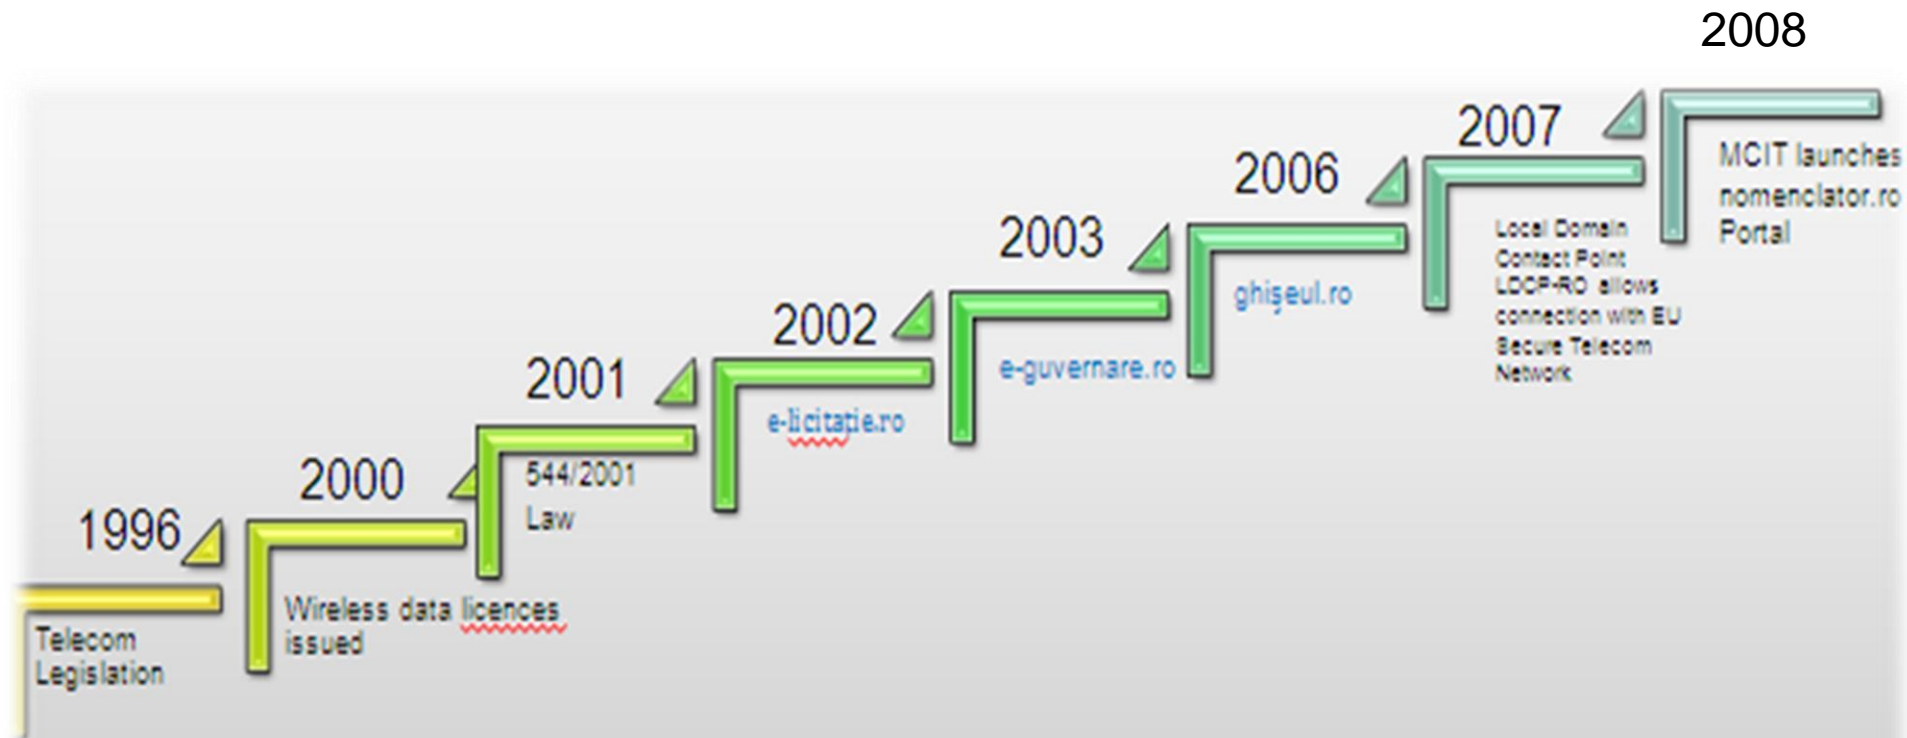 1996
Telecom
Legislation
2000
Wireless data licences
issued
2001
544/2001
Law
2002
e-licitaţie.ro
2003
e-guvernare.ro
2006
ghişeul.ro
2007
Local Domain
Contact Point
LDCP-RO allows
connection with EU
Secure Telecom
Network
2008
MCIT launches
nomenclator.ro
Portal